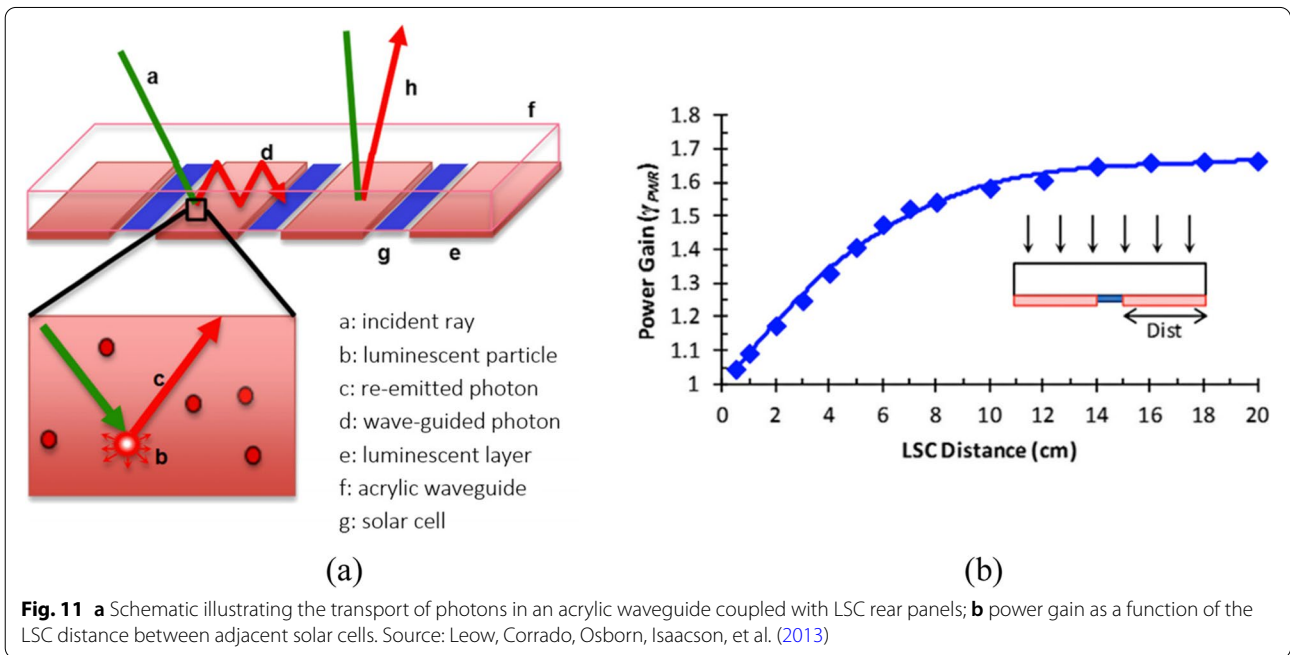 a
h
f
d
g
e
c
b
a: incident ray
b: luminescent particle
c: re-emitted photon
d: wave-guided photon
e: luminescent layer
f: acrylic waveguide
g: solar cell
(a)
Power Gain (γPWR)
1.8
1.7
1.6
1.5
1.4
1.3
1.2
1.1
1
0 2 4 6 8 10 12 14 16 18 20
LSC Distance (cm)
Dist
(b)
Fig. 11 a Schematic illustrating the transport of photons in an acrylic waveguide coupled with LSC rear panels; b power gain as a function of the
LSC distance between adjacent solar cells. Source: Leow, Corrado, Osborn, Isaacson, et al. (2013)